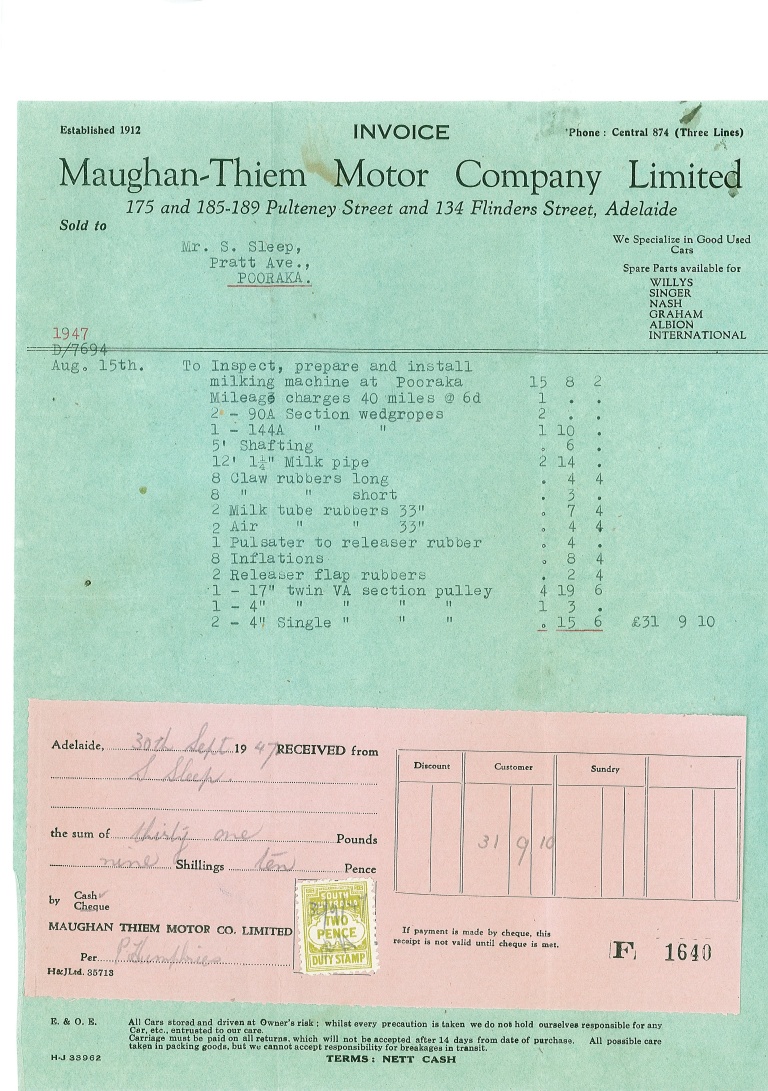 Established 1912
INVOICE
'Phone: Central 874 (Three Lines)
Maughan-Thiem Motor Company Limited
175 and 185-189 Pulteney Street and 134 Flinders Street, Adelaide
Sold to
Mr. S. Sleep,
Pratt Ave.,
POORAKA.
We Specialize in Good Used
Cars
Spare Parts available for
WILLYS
SINGER
NASH
GRAHAM
ALBION
INTERNATIONAL
1947
D/7694
Aug. 15th. To Inspect, prepare and install
milking machine at Pooraka 15 8 2
Mileage charges 40 miles @ 6d 1 . .
2 - 90A Section wedgropes 2 . .
1 - 144A " " 1 10 .
5' Shafting . 6 .
12' 1¼" Milk pipe 2 14 .
8 Claw rubbers long . 4 4
8 " " short . 3 .
2 Milk tube rubbers 33" . 7 4
2 Air " " 33" . 4 4
1 Pulsater to releaser rubber . 4 .
8 Inflations . 8 4
2 Releaser flap rubbers . 2 4
1 - 17" twin VA section pulley 4 19 6
1 - 4" " " " " 1 3 .
2 - 4" Single " " " . 15 6 £31 9 10
Adelaide, 30th Sept 1947 RECEIVED from
S Sleep
the sum of thirty one Pounds
nine Shillings ten Pence
by Cash
Cheque
MAUGHAN THIEM MOTOR CO. LIMITED
Per P Humphries
H&J Ltd. 35713
SOUTH
AUSTRALIA
TWO
PENCE
DUTY STAMP
Discount Customer Sundry
31 9 10
If payment is made by cheque, this
receipt is not valid until cheque is met.
F 1640
E. & O. E. All Cars stored and driven at Owner's risk; whilst every precaution is taken we do not hold ourselves responsible for any
Car, etc., entrusted to our care.
Carriage must be paid on all returns, which will not be accepted after 14 days from date of purchase. All possible care
taken in packing goods, but we cannot accept responsibility for breakages in transit.
H-J 33962
TERMS: NETT CASH